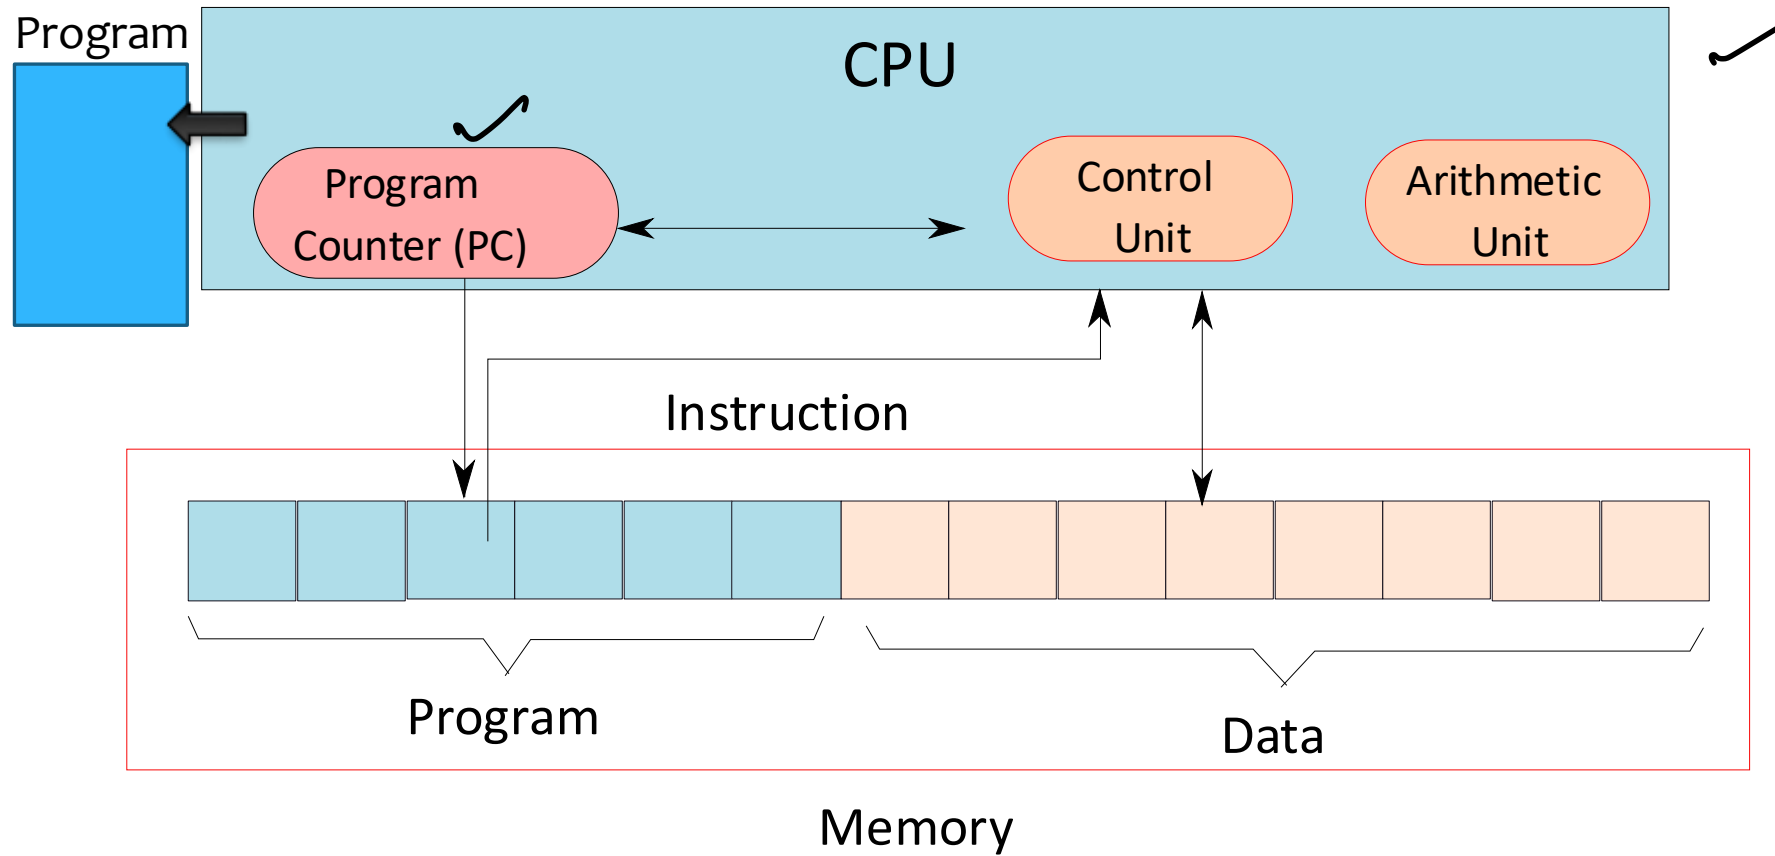 Program
CPU
Program
Counter (PC)
Control
Unit
Arithmetic
Unit
Instruction
Program
Data
Memory